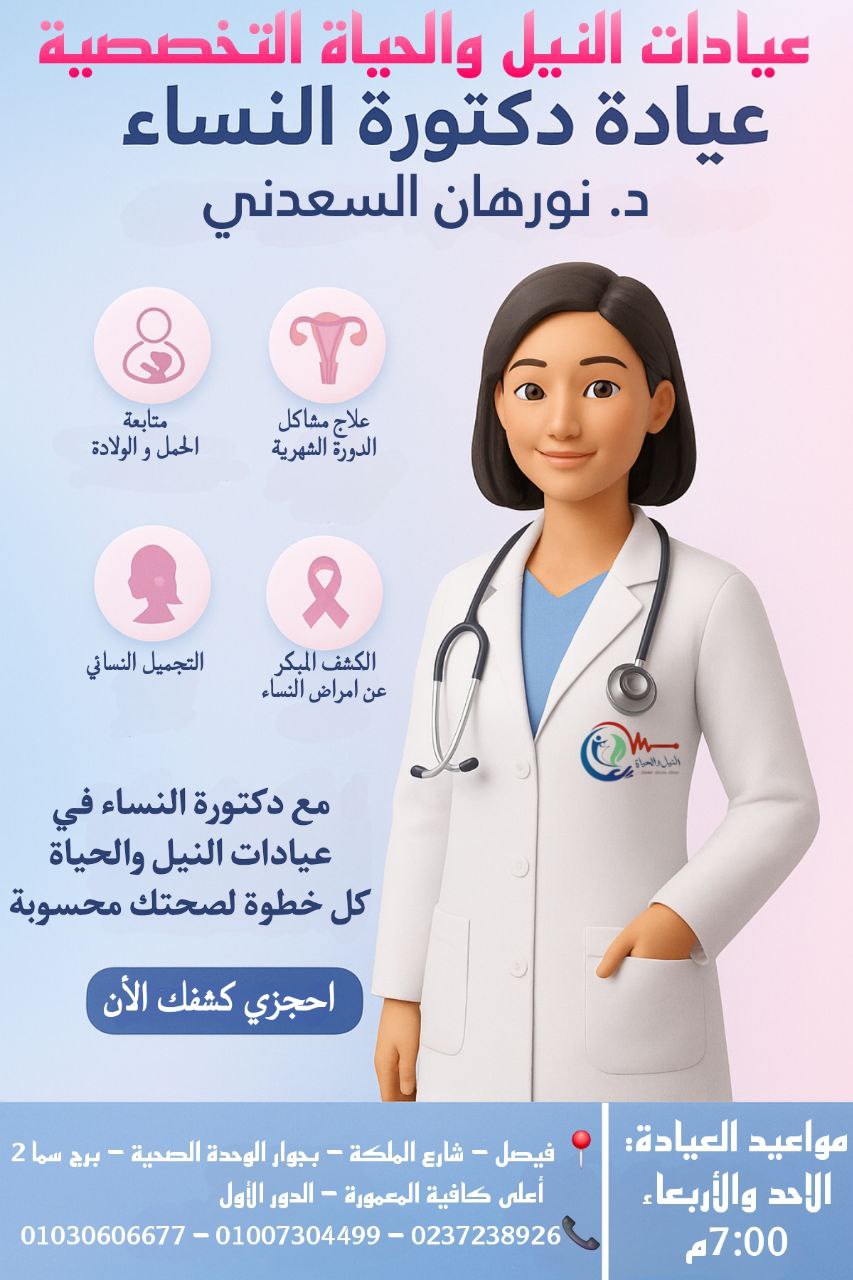 عيادات النيل والحياة التخصصية
عيادة دكتورة النساء
د. نورهان السعدني
علاج مشاكل
الدورة الشهرية
متابعة
الحمل و الولادة
الكشف المبكر
عن امراض النساء
التجميل النسائي
النيل والحياة
مع دكتورة النساء في
عيادات النيل والحياة
كل خطوة لصحتك محسوبة
احجزي كشفك الأن
مواعيد العيادة:
الاحد والأربعاء
7:00م
فيصل – شارع الملكة – بجوار الوحدة الصحية – برج سما 2
أعلى كافية المعمورة – الدور الأول
01030606677 – 01007304499 – 0237238926